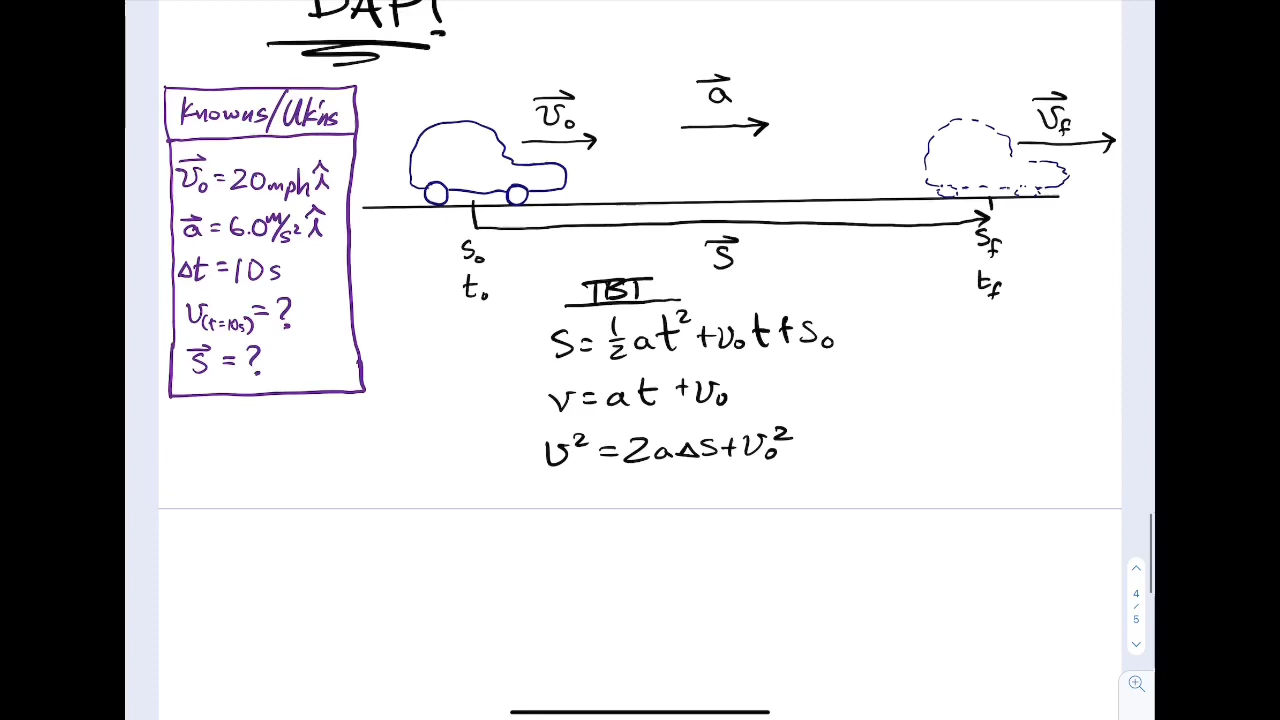 DAP!
Knowns/Uk'ns
v⃗₀ = 20mph î
a⃗ = 6.0 m/s² î
Δt = 10s
v(t=10s) = ?
s⃗ = ?
v⃗₀
a⃗
v⃗f
s₀
t₀
s⃗
sf
tf
TBT
s = ½at² + v₀t + s₀
v = at + v₀
v² = 2aΔs + v₀²
4
/
5